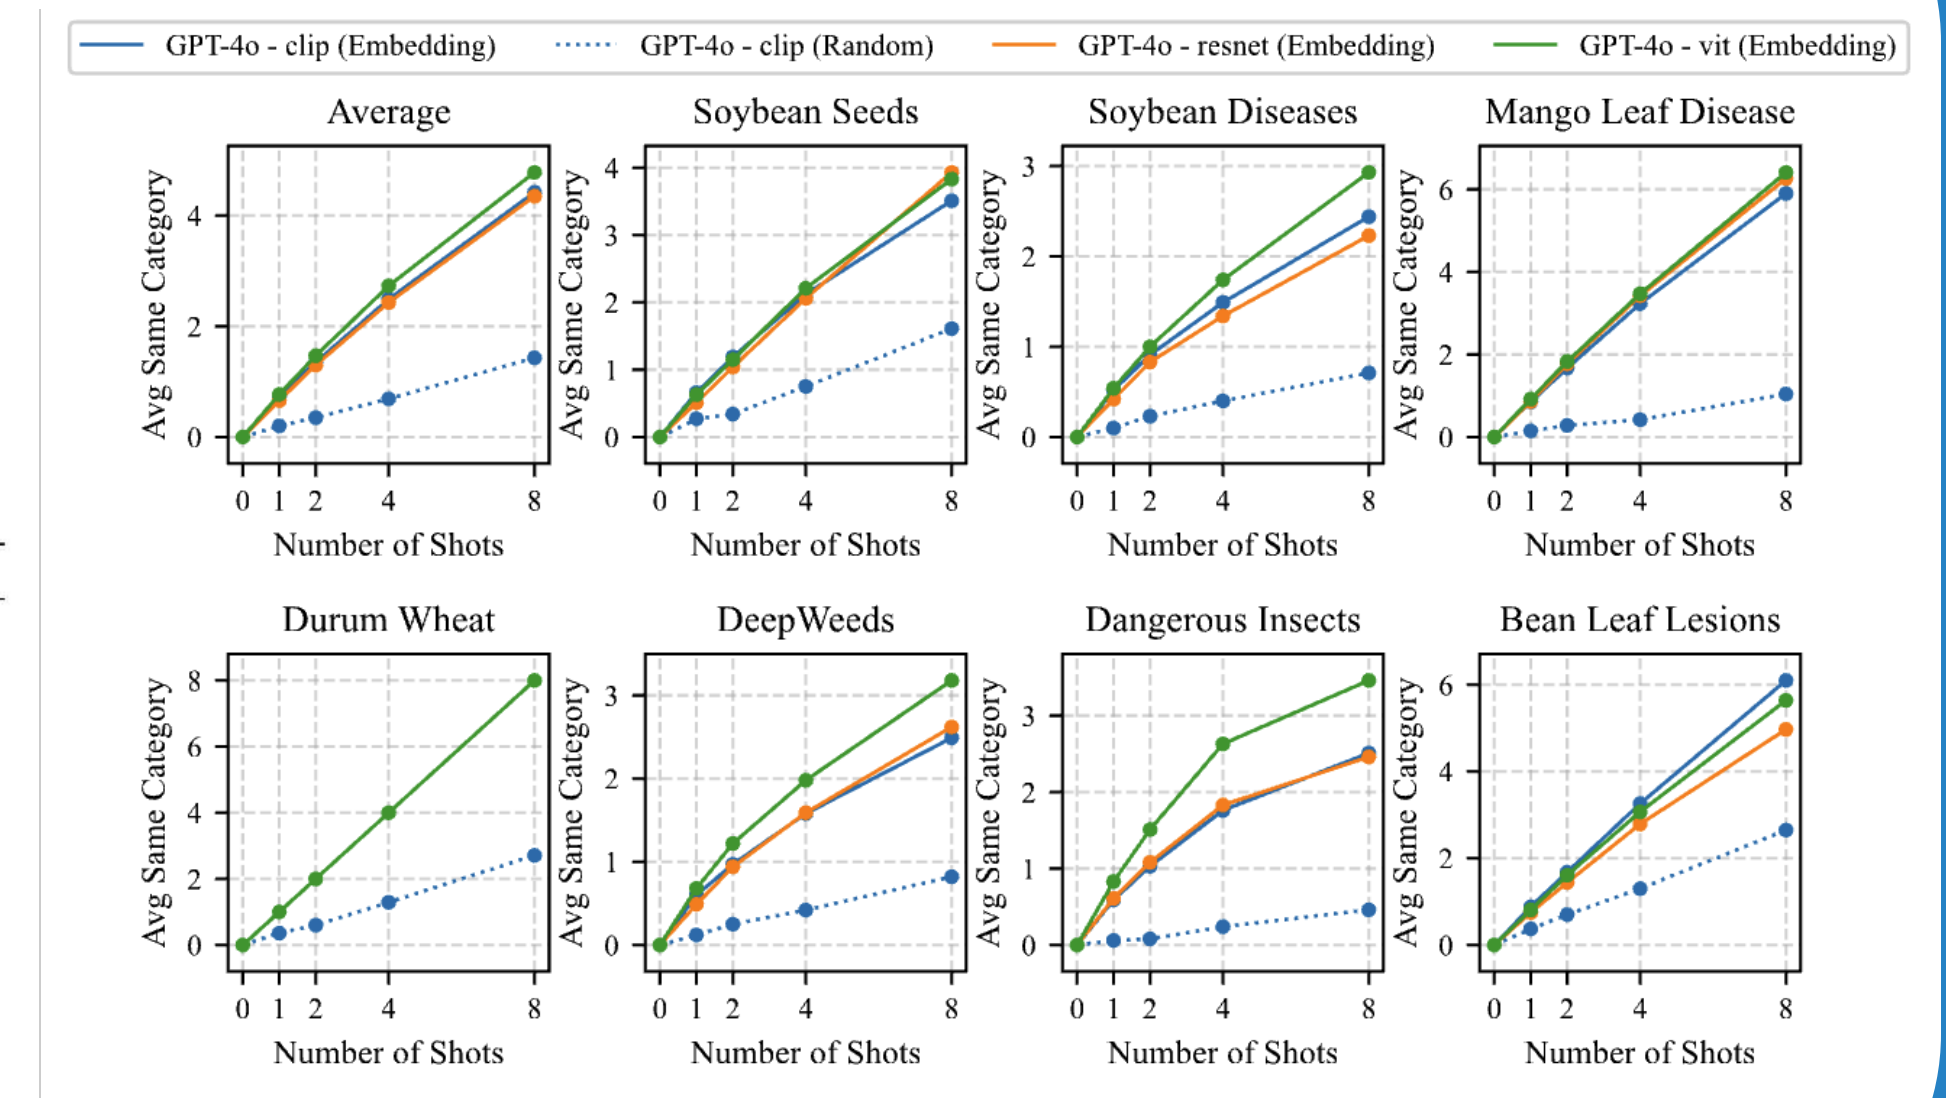 GPT-4o - clip (Embedding) GPT-4o - clip (Random) GPT-4o - resnet (Embedding) GPT-4o - vit (Embedding)
Average
Avg Same Category
4
2
0
0 1 2 4 8
Number of Shots
Soybean Seeds
Avg Same Category
4
3
2
1
0
0 1 2 4 8
Number of Shots
Soybean Diseases
Avg Same Category
3
2
1
0
0 1 2 4 8
Number of Shots
Mango Leaf Disease
Avg Same Category
6
4
2
0
0 1 2 4 8
Number of Shots
Durum Wheat
Avg Same Category
8
6
4
2
0
0 1 2 4 8
Number of Shots
DeepWeeds
Avg Same Category
3
2
1
0
0 1 2 4 8
Number of Shots
Dangerous Insects
Avg Same Category
3
2
1
0
0 1 2 4 8
Number of Shots
Bean Leaf Lesions
Avg Same Category
6
4
2
0
0 1 2 4 8
Number of Shots